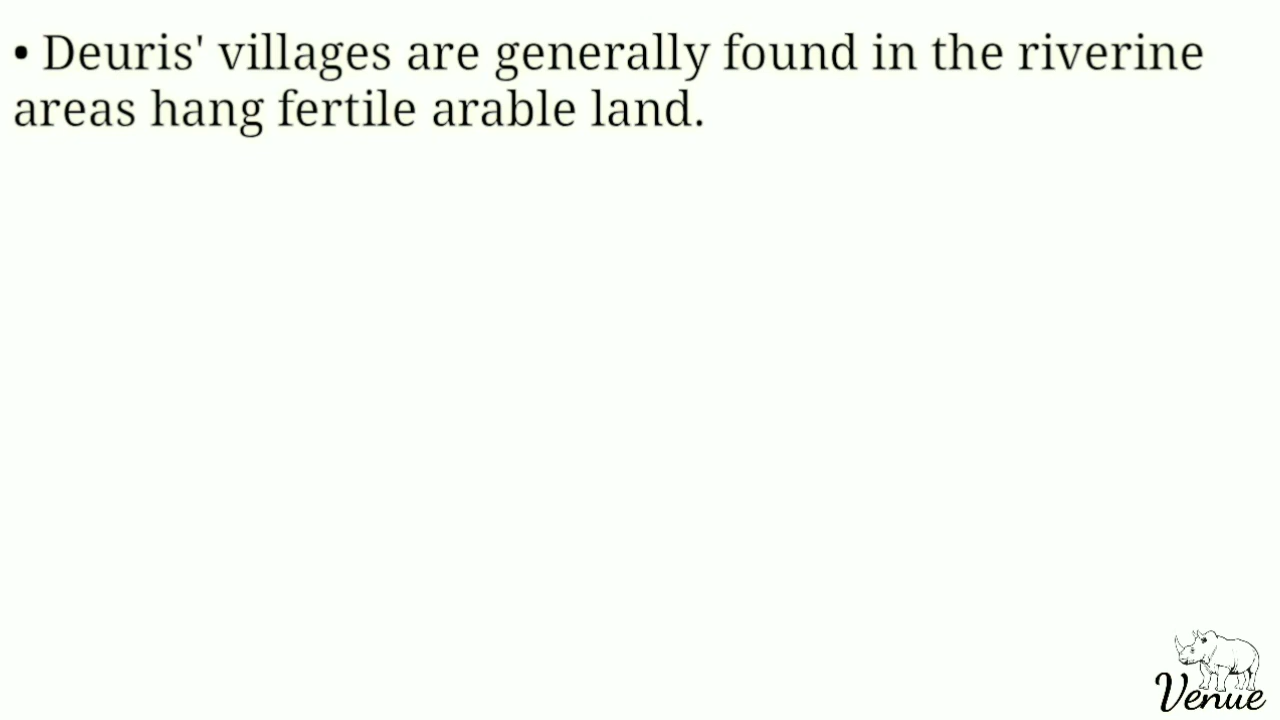 • Deuris' villages are generally found in the riverine
areas hang fertile arable land.
Venue